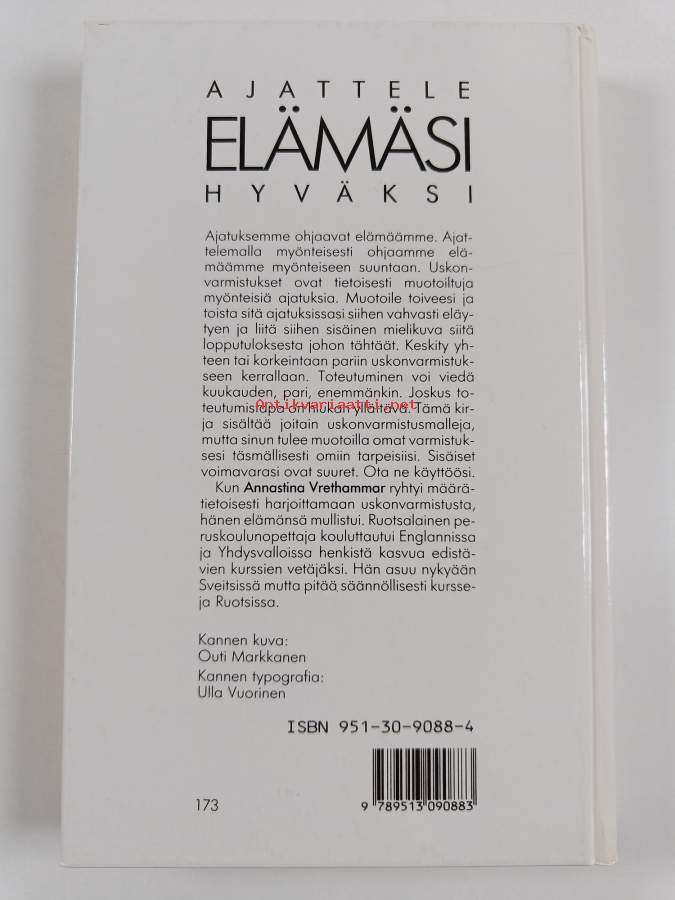 AJATTELE
ELÄMÄSI
HYVÄKSI
Ajatuksemme ohjaavat elämäämme. Ajat-
telemalla myönteisesti ohjaamme elä-
määmme myönteiseen suuntaan. Uskon-
varmistukset ovat tietoisesti muotoiltuja
myönteisiä ajatuksia. Muotoile toiveesi ja
toista sitä ajatuksissasi siihen vahvasti eläy-
tyen ja liitä siihen sisäinen mielikuva siitä
lopputuloksesta johon tähtäät. Keskity yh-
teen tai korkeintaan pariin uskonvarmistuk-
seen kerrallaan. Toteutuminen voi viedä
kuukauden, pari, enemmänkin. Joskus to-
teutumistapa on yllättävä. Tämä kir-
Antikvariaatti.net
ja sisältää joitain uskonvarmistusmalleja,
mutta sinun tulee muotoilla omat varmistuk-
sesi täsmällisesti omiin tarpeisiisi. Sisäiset
voimavarasi ovat suuret. Ota ne käyttöösi.
Kun Annastina Vrethammar ryhtyi määrä-
tietoisesti harjoittamaan uskonvarmistusta,
hänen elämänsä mullistui. Ruotsalainen pe-
ruskoulunopettaja kouluttautui Englannissa
ja Yhdysvalloissa henkistä kasvua edistä-
vien kurssien vetäjäksi. Hän asuu nykyään
Sveitsissä mutta pitää säännöllisesti kursse-
ja Ruotsissa.
Kannen kuva:
Outi Markkanen
Kannen typografia:
Ulla Vuorinen
ISBN 951-30-9088-4
173
9 789513 090883